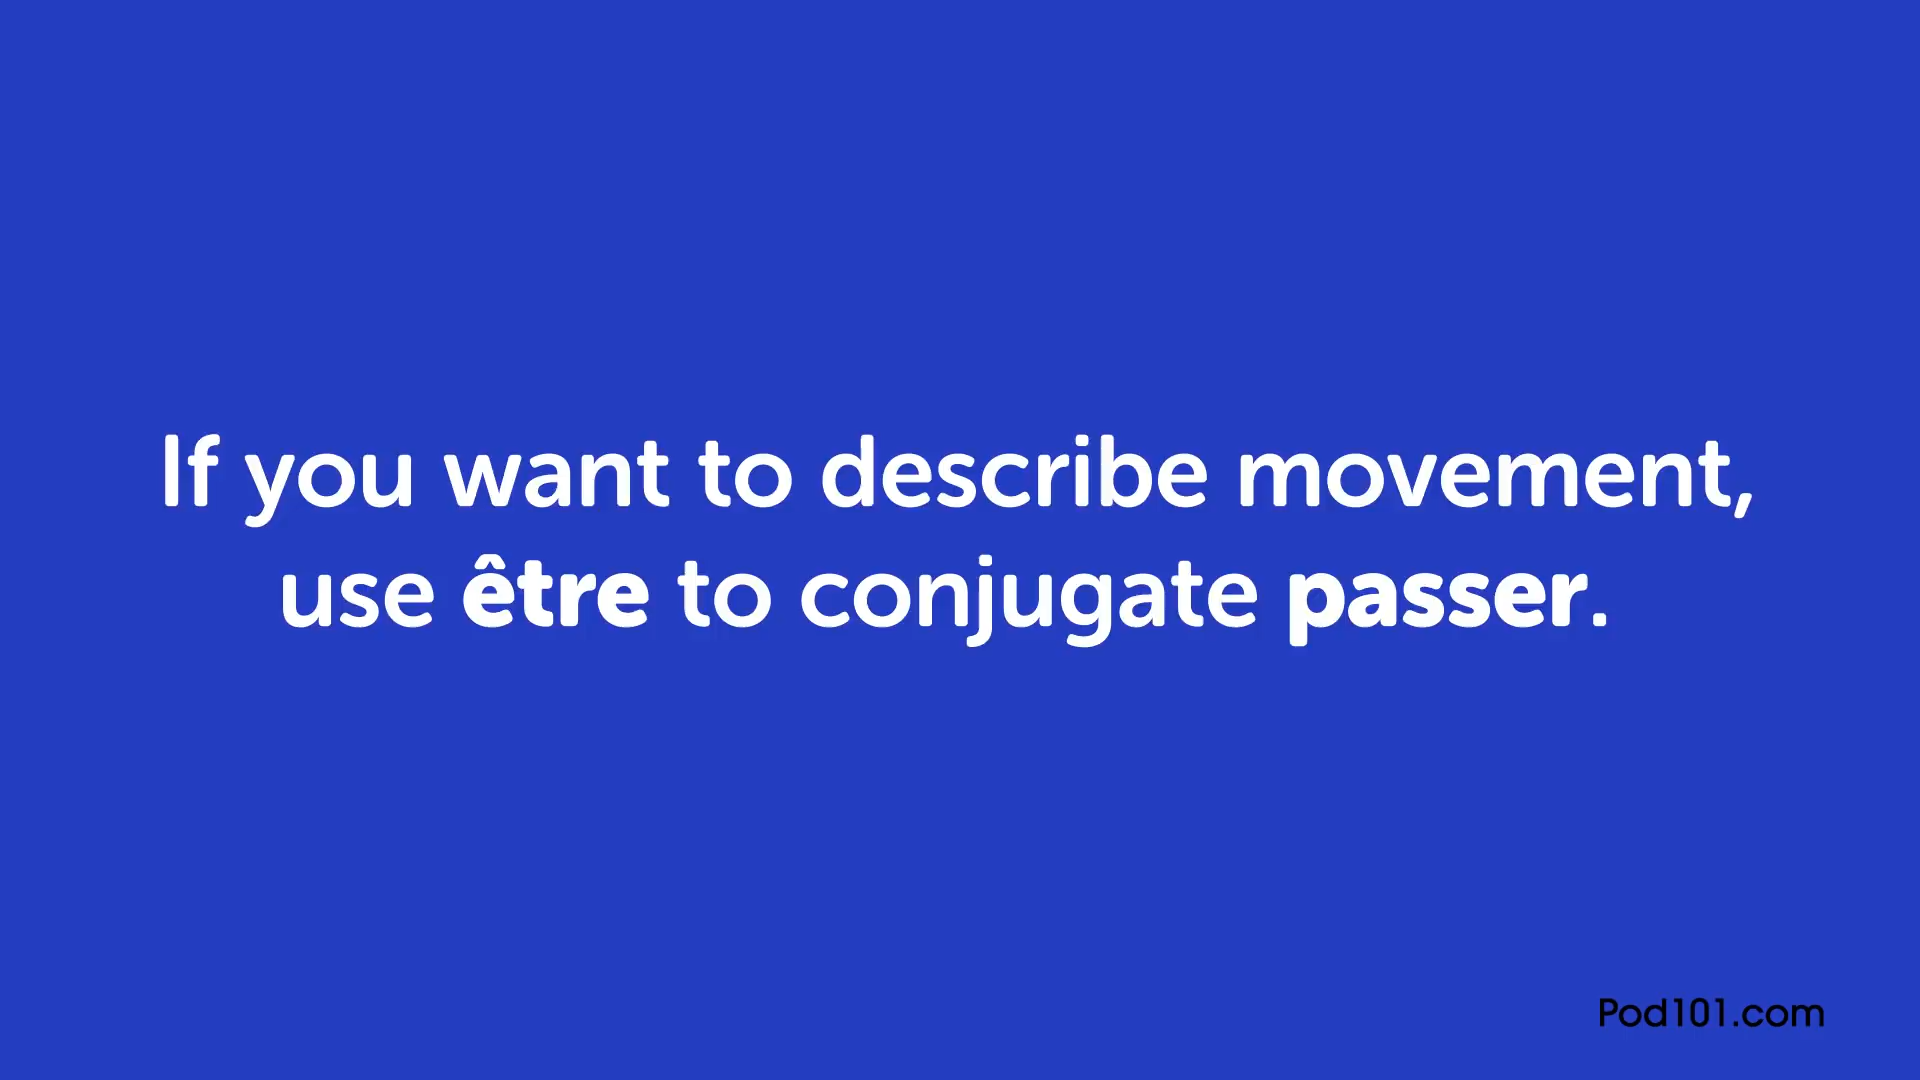 If you want to describe movement,
use être to conjugate passer.
Pod101.com